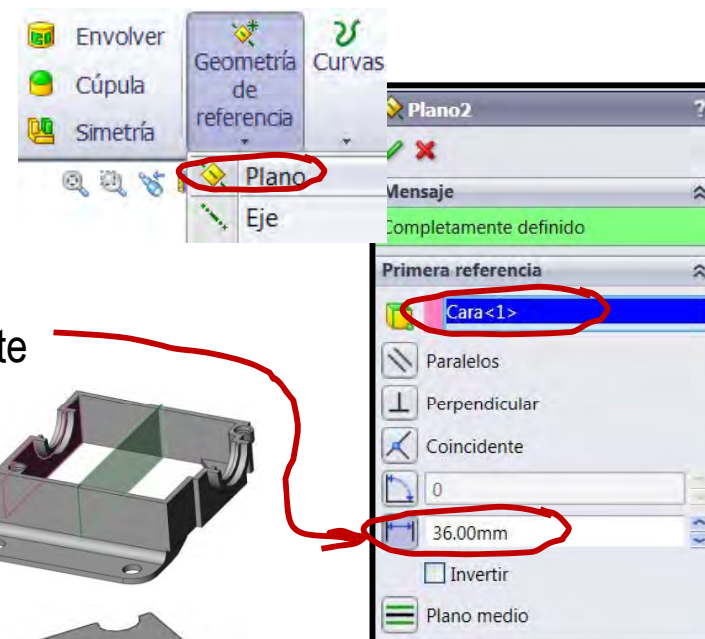 Envolver
Cúpula
Simetría
Geometría
de
referencia
Curvas
Plano
Eje
Plano2 ?
Mensaje
Completamente definido
Primera referencia
Cara<1>
Paralelos
Perpendicular
Coincidente
0
36.00mm
Invertir
Plano medio
te